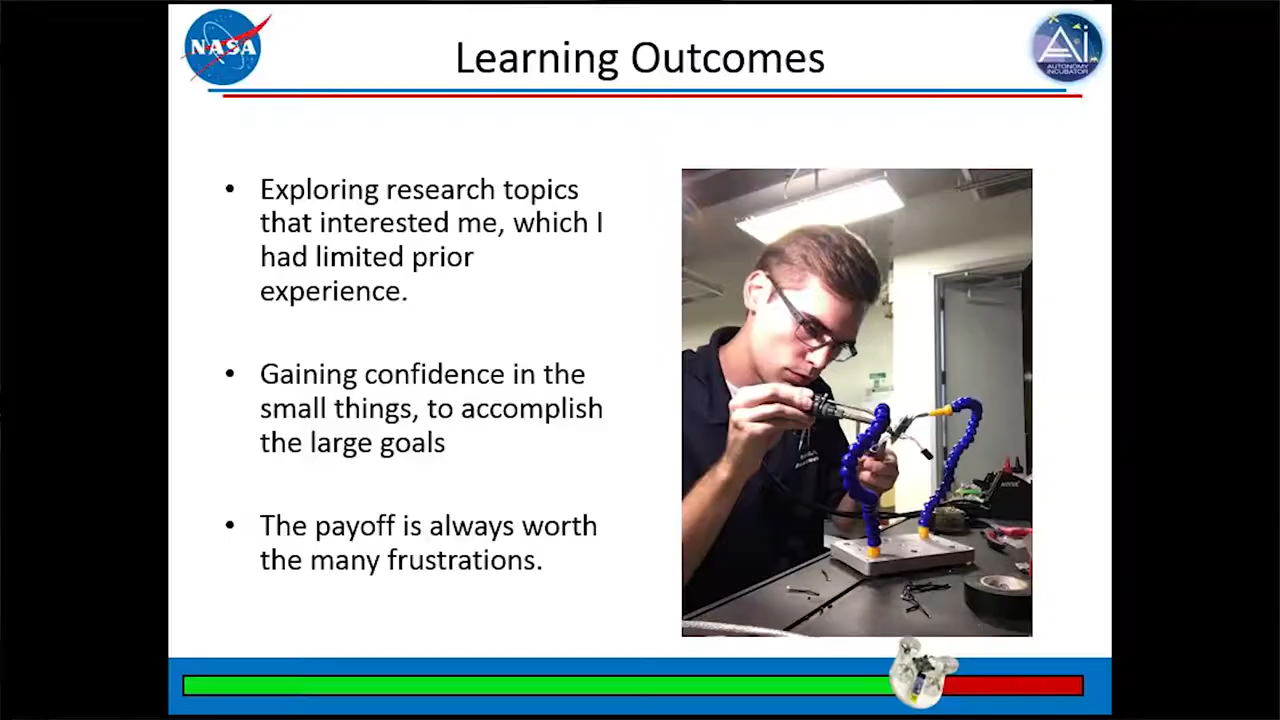 NASA
Learning Outcomes
Ai
AUTONOMY
INCUBATOR
• Exploring research topics
that interested me, which I
had limited prior
experience.
• Gaining confidence in the
small things, to accomplish
the large goals
• The payoff is always worth
the many frustrations.